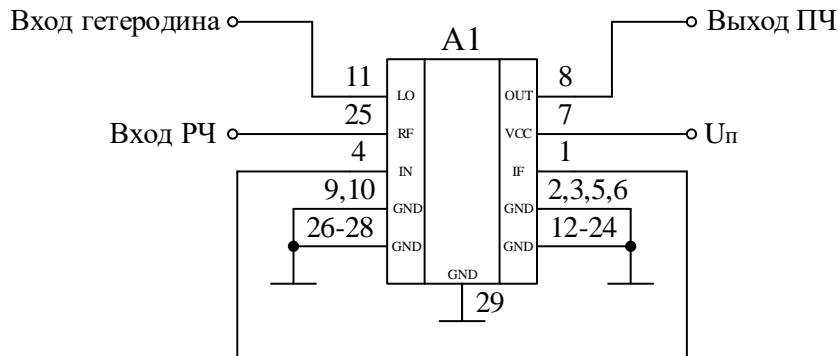 Вход гетеродина
Выход ПЧ
A1
11
LO
OUT
8
25
RF
VCC
7
Вход РЧ
Uп
4
IN
IF
1
9,10
GND
GND
2,3,5,6
26-28
GND
GND
12-24
GND
29